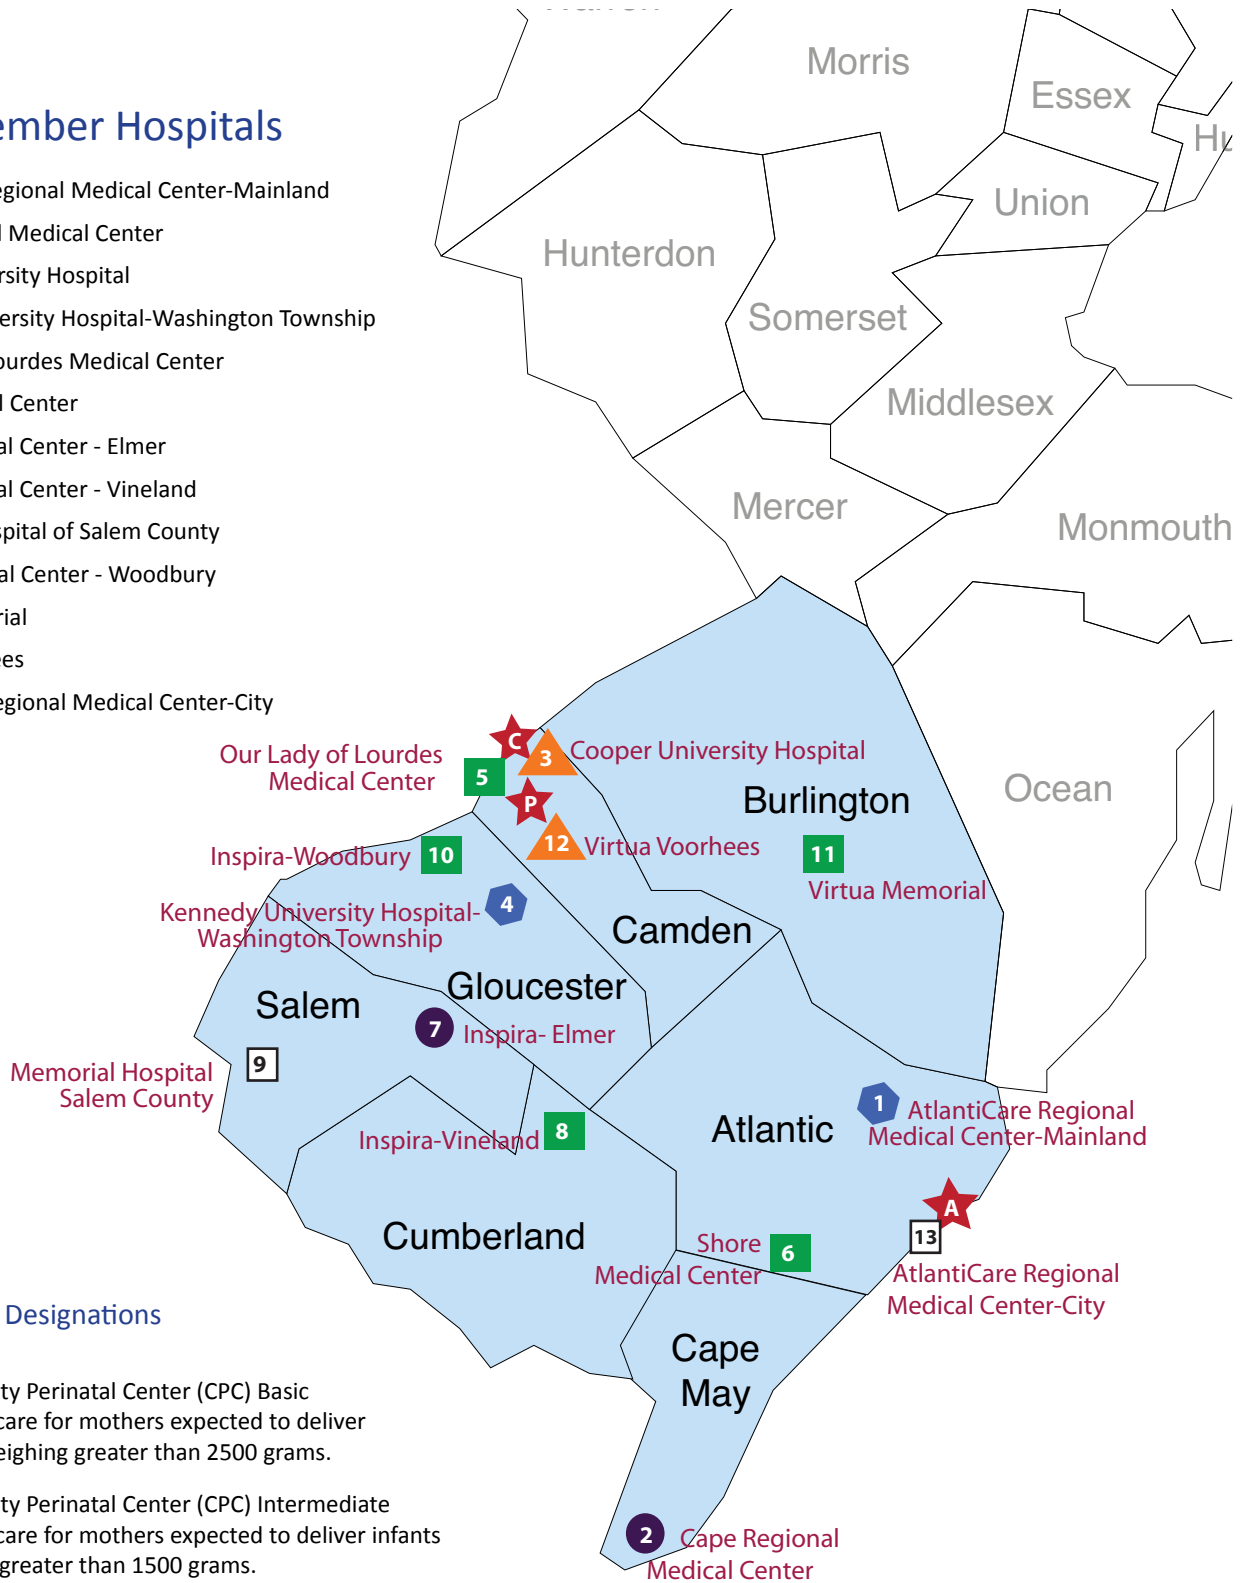 Morris
Essex
ember Hospitals
egional Medical Center-Mainland
Union
l Medical Center
Hunterdon
rsity Hospital
versity Hospital-Washington Township
Somerset
ourdes Medical Center
l Center
Middlesex
al Center - Elmer
al Center - Vineland
Mercer
spital of Salem County
Monmouth
al Center - Woodbury
rial
ees
egional Medical Center-City
C
Our Lady of Lourdes
Medical Center
5
3
Cooper University Hospital
P
Burlington
Ocean
Inspira-Woodbury
10
12
Virtua Voorhees
11
Virtua Memorial
Kennedy University Hospital-
Washington Township
4
Camden
Gloucester
Salem
7
Inspira- Elmer
Memorial Hospital
Salem County
9
1
AtlantiCare Regional
Medical Center-Mainland
Atlantic
Inspira-Vineland
8
A
13
Cumberland
Shore
Medical Center
6
AtlantiCare Regional
Medical Center-City
Designations
Cape
May
ty Perinatal Center (CPC) Basic
care for mothers expected to deliver
eighing greater than 2500 grams.
ty Perinatal Center (CPC) Intermediate
care for mothers expected to deliver infants
greater than 1500 grams.
2
Cape Regional
Medical Center